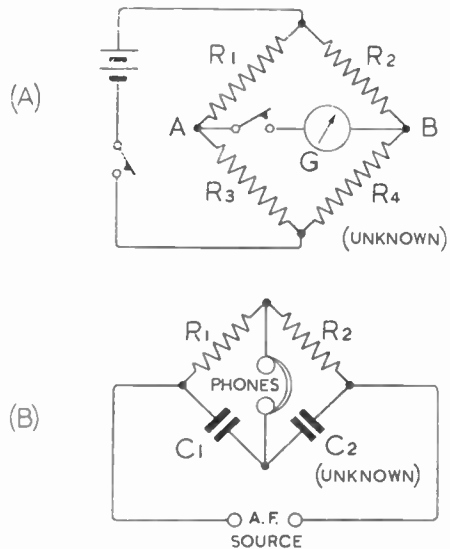 (A)
R1
R2
A
B
G
R3
R4
(UNKNOWN)
(B)
R1
R2
PHONES
C1
C2
(UNKNOWN)
A.F.
SOURCE